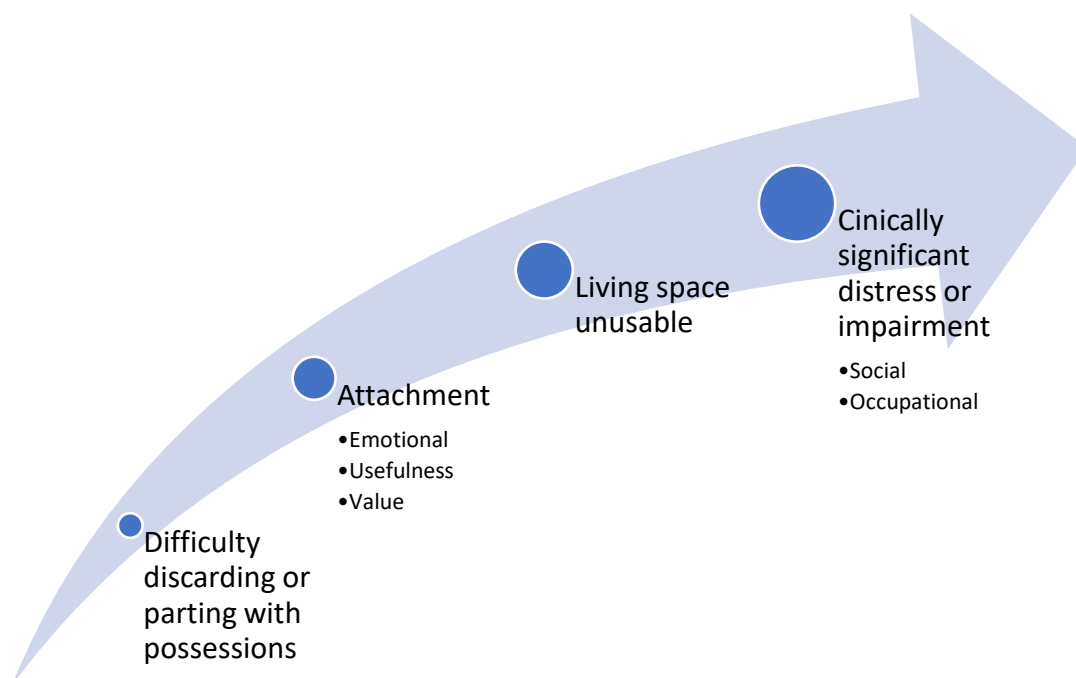 Difficulty
discarding or
parting with
possessions
Attachment
•Emotional
•Usefulness
•Value
Living space
unusable
Cinically
significant
distress or
impairment
•Social
•Occupational